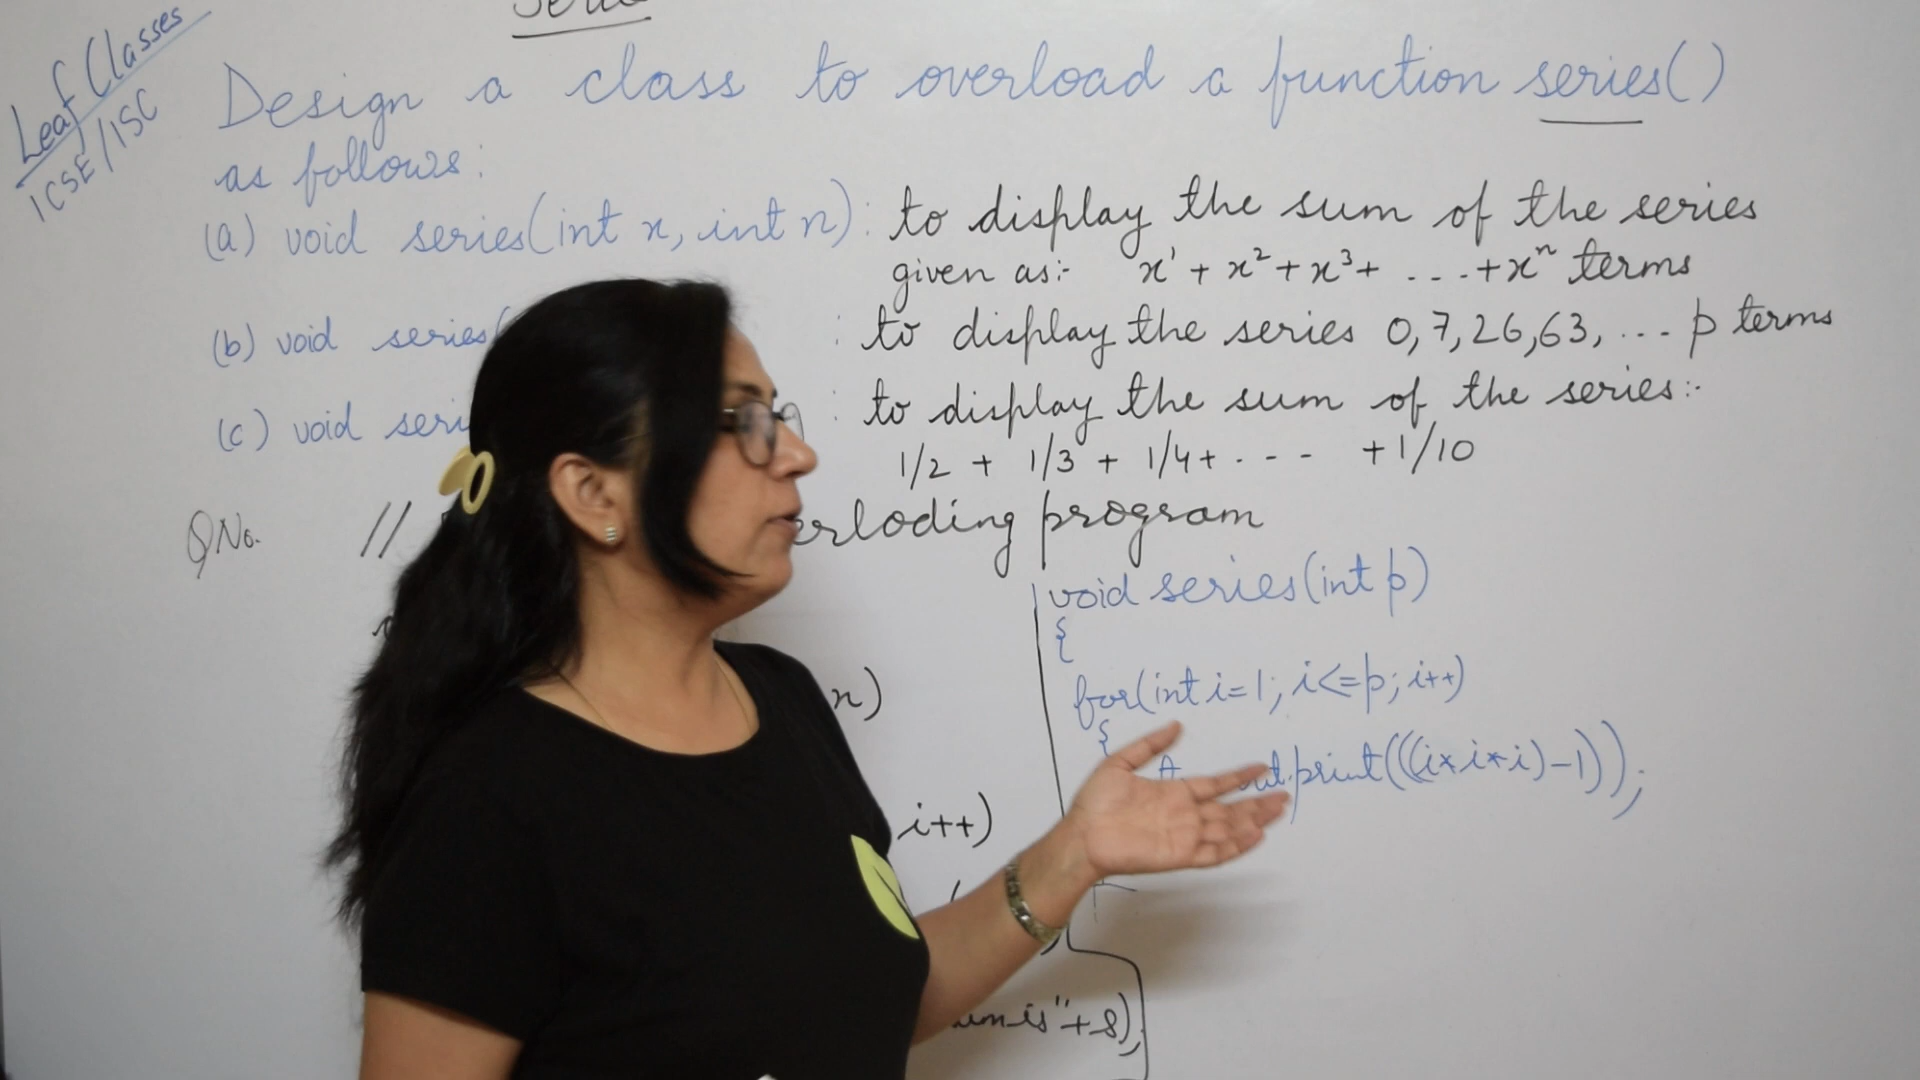 Leaf Classes
ICSE/ISC
Design a class to overload a function series()
as follows:
(a) void series(int x, int n): to display the sum of the series
given as:- x¹ + x² + x³ + ... + xⁿ terms
(b) void series( : to display the series 0,7,26,63, ... p terms
(c) void seri : to display the sum of the series:-
1/2 + 1/3 + 1/4 + - - - +1/10
QNo. // erloding program
void series(int p)
{
for(int i=1; i<=p; i++)
{
ut.print(((i*i*i)-1));
n)
i++)
um is"+s);